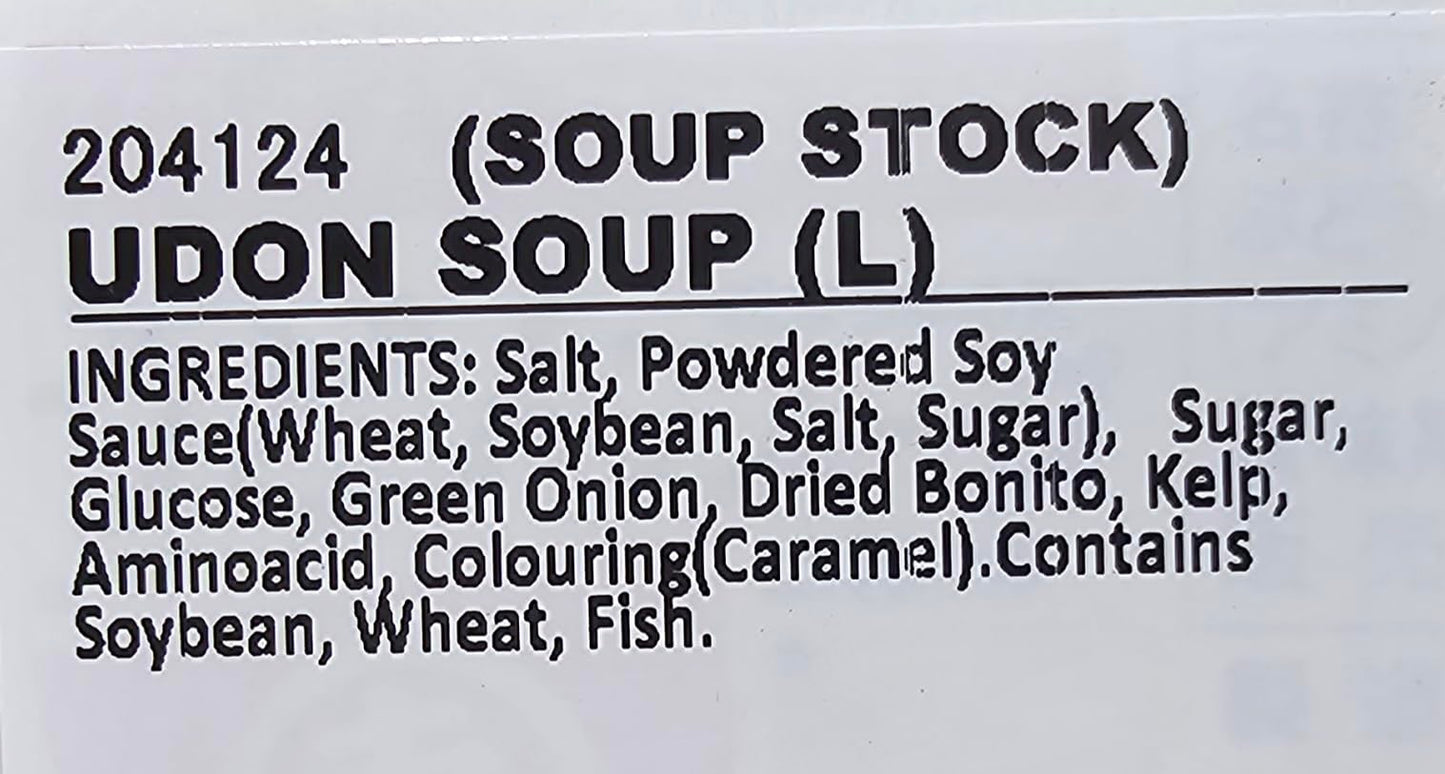 204124 (SOUP STOCK)
UDON SOUP (L)
INGREDIENTS: Salt, Powdered Soy
Sauce(Wheat, Soybean, Salt, Sugar), Sugar,
Glucose, Green Onion, Dried Bonito, Kelp,
Aminoacid, Colouring(Caramel).Contains
Soybean, Wheat, Fish.